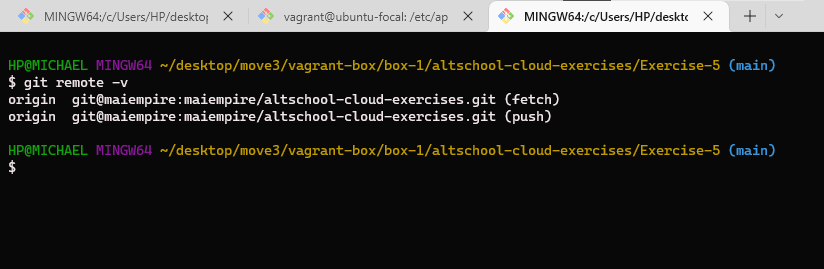 MINGW64:/c/Users/HP/desktop
vagrant@ubuntu-focal: /etc/ap
MINGW64:/c/Users/HP/deskto
HP@MICHAEL MINGW64 ~/desktop/move3/vagrant-box/box-1/altschool-cloud-exercises/Exercise-5 (main)
$ git remote -v
origin  git@maiempire:maiempire/altschool-cloud-exercises.git (fetch)
origin  git@maiempire:maiempire/altschool-cloud-exercises.git (push)
HP@MICHAEL MINGW64 ~/desktop/move3/vagrant-box/box-1/altschool-cloud-exercises/Exercise-5 (main)
$